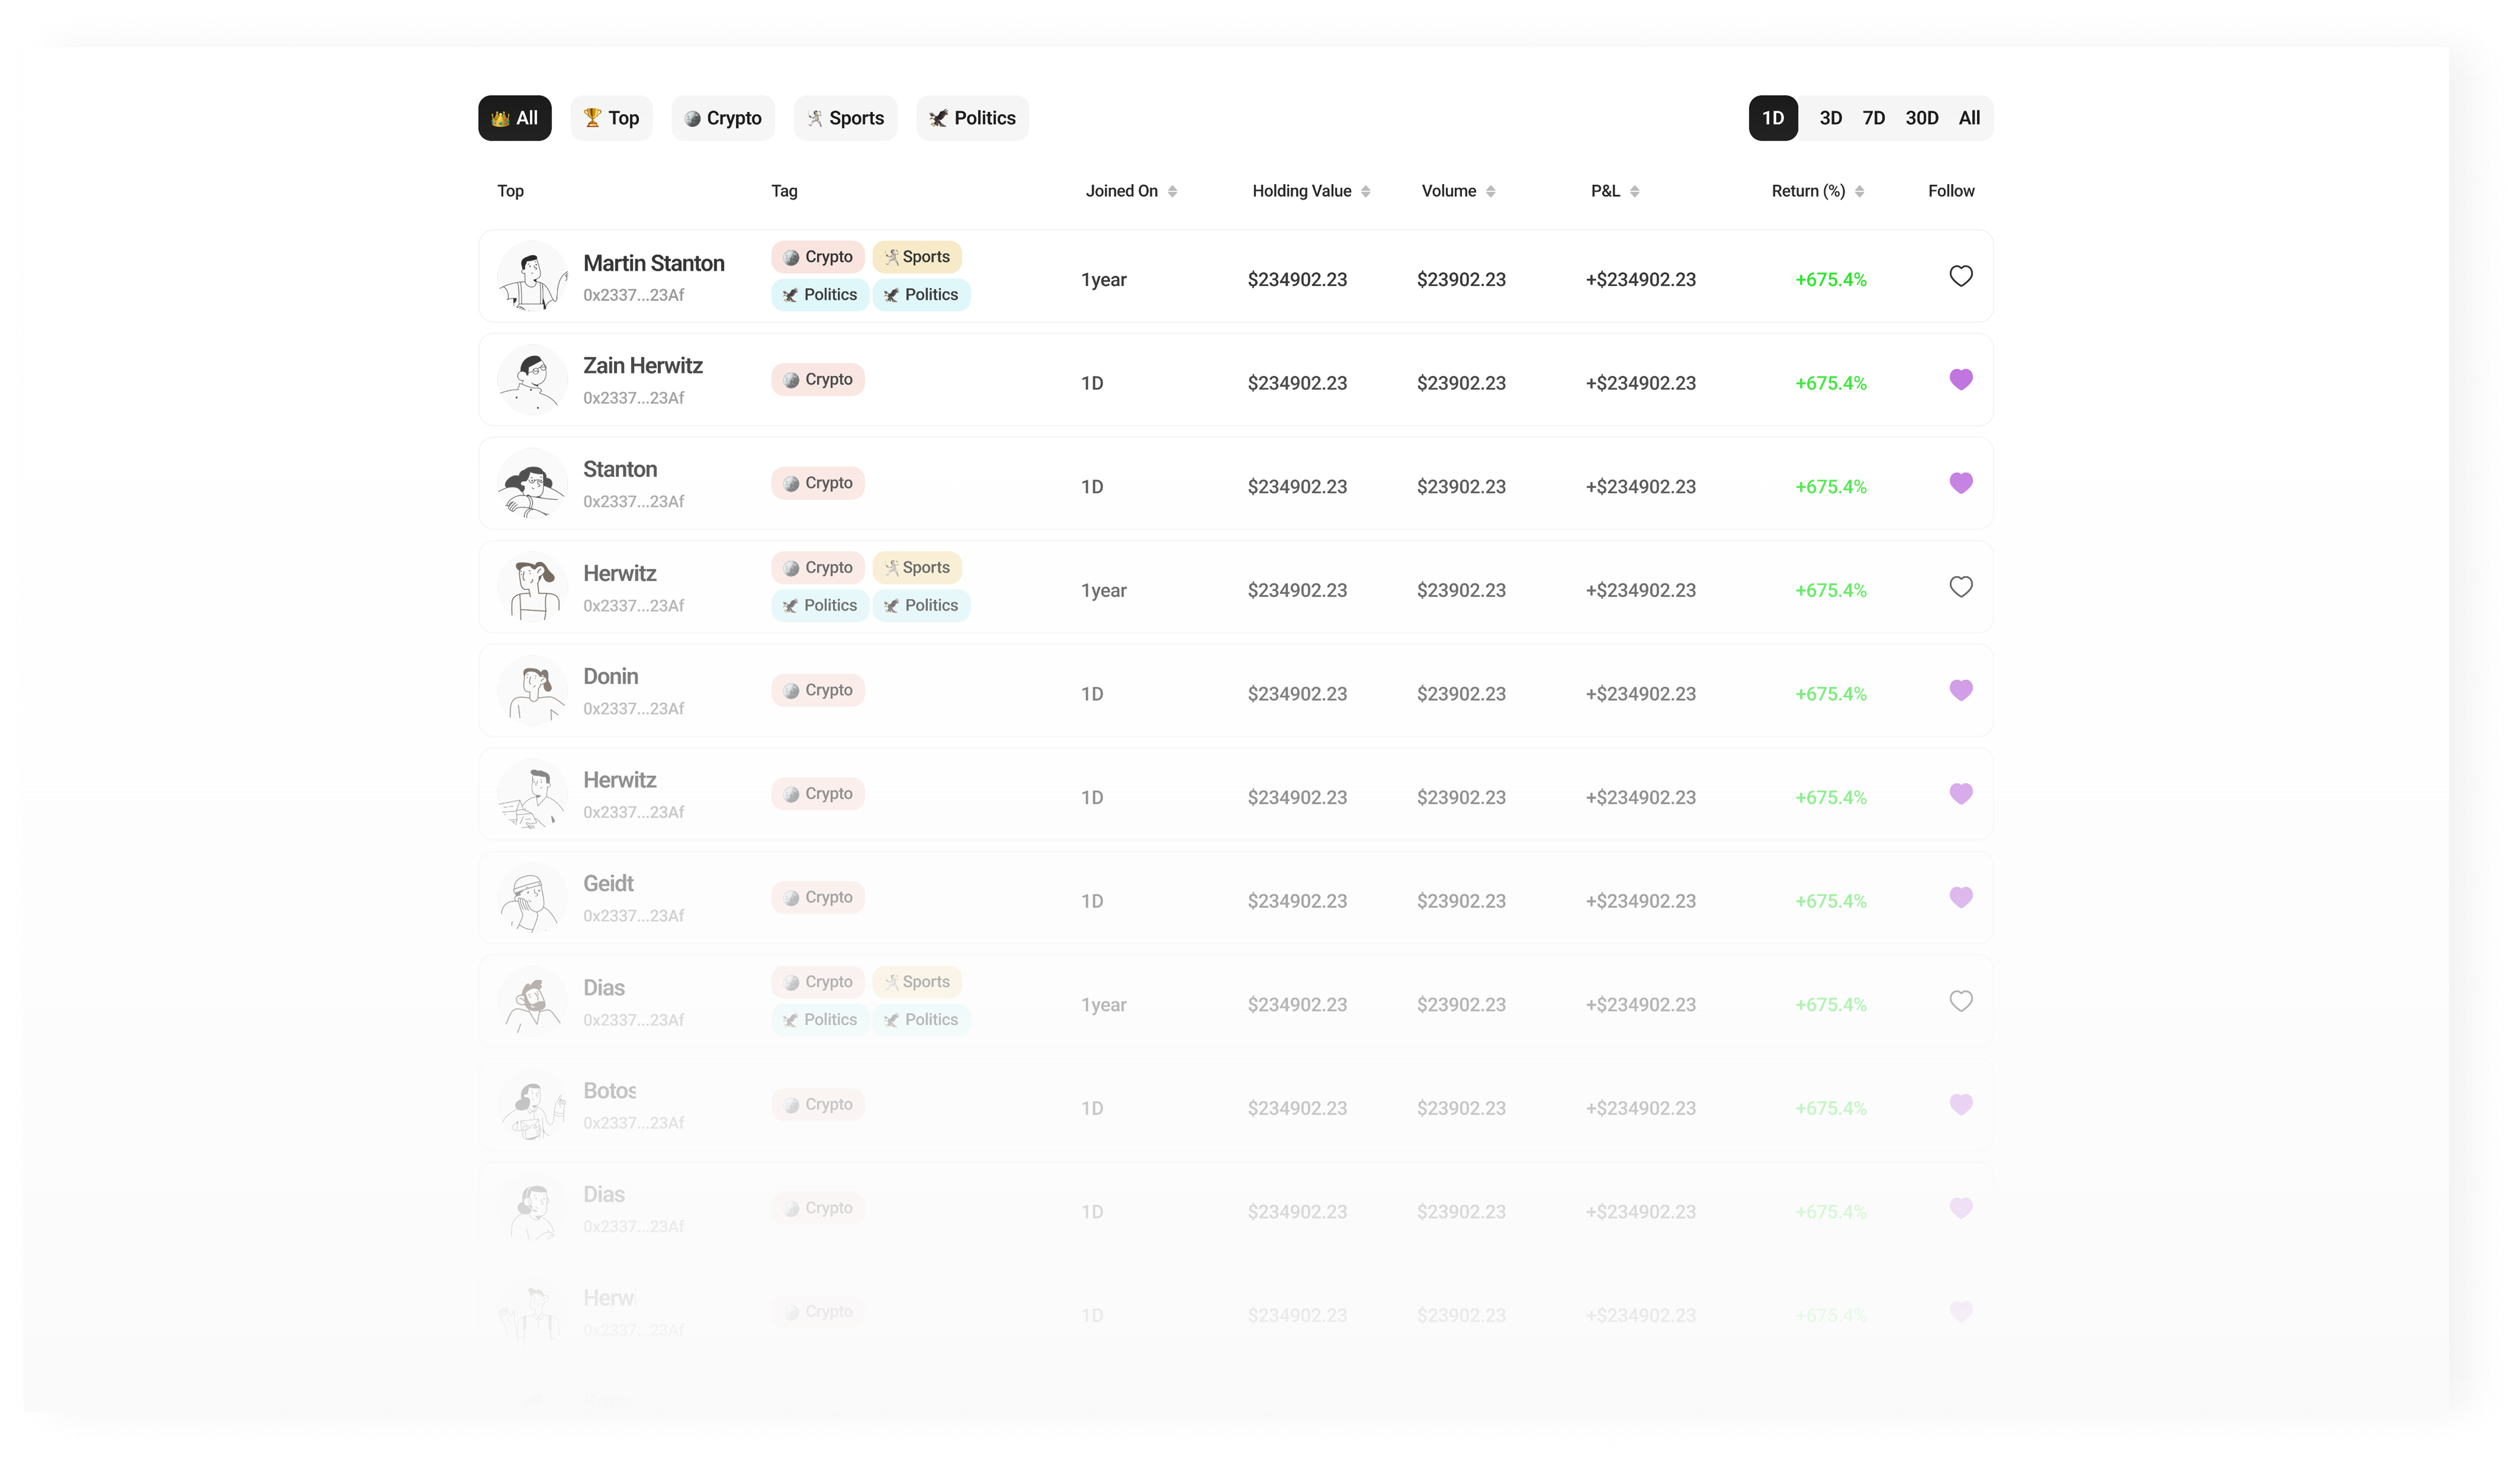 All Top Crypto Sports Politics 1D 3D 7D 30D All
Top Tag Joined On Holding Value Volume P&L Return (%) Follow
Martin Stanton
0x2337...23Af
Crypto Sports
Politics Politics
1year $234902.23 $23902.23 +$234902.23 +675.4%
Zain Herwitz
0x2337...23Af
Crypto
1D $234902.23 $23902.23 +$234902.23 +675.4%
Stanton
0x2337...23Af
Crypto
1D $234902.23 $23902.23 +$234902.23 +675.4%
Herwitz
0x2337...23Af
Crypto Sports
Politics Politics
1year $234902.23 $23902.23 +$234902.23 +675.4%
Donin
0x2337...23Af
Crypto
1D $234902.23 $23902.23 +$234902.23 +675.4%
Herwitz
0x2337...23Af
Crypto
1D $234902.23 $23902.23 +$234902.23 +675.4%
Geidt
0x2337...23Af
Crypto
1D $234902.23 $23902.23 +$234902.23 +675.4%
Dias
0x2337...23Af
Crypto Sports
Politics Politics
1year $234902.23 $23902.23 +$234902.23 +675.4%
Botos
0x2337...23Af
Crypto
1D $234902.23 $23902.23 +$234902.23 +675.4%
Dias
0x2337...23Af
Crypto
1D $234902.23 $23902.23 +$234902.23 +675.4%
Herw
0x2337...23Af
Crypto
1D $234902.23 $23902.23 +$234902.23 +675.4%